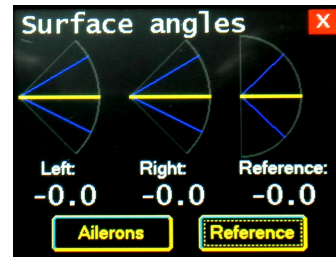 Surface angles X
Left: Right: Reference:
-0.0 -0.0 -0.0
Ailerons Reference